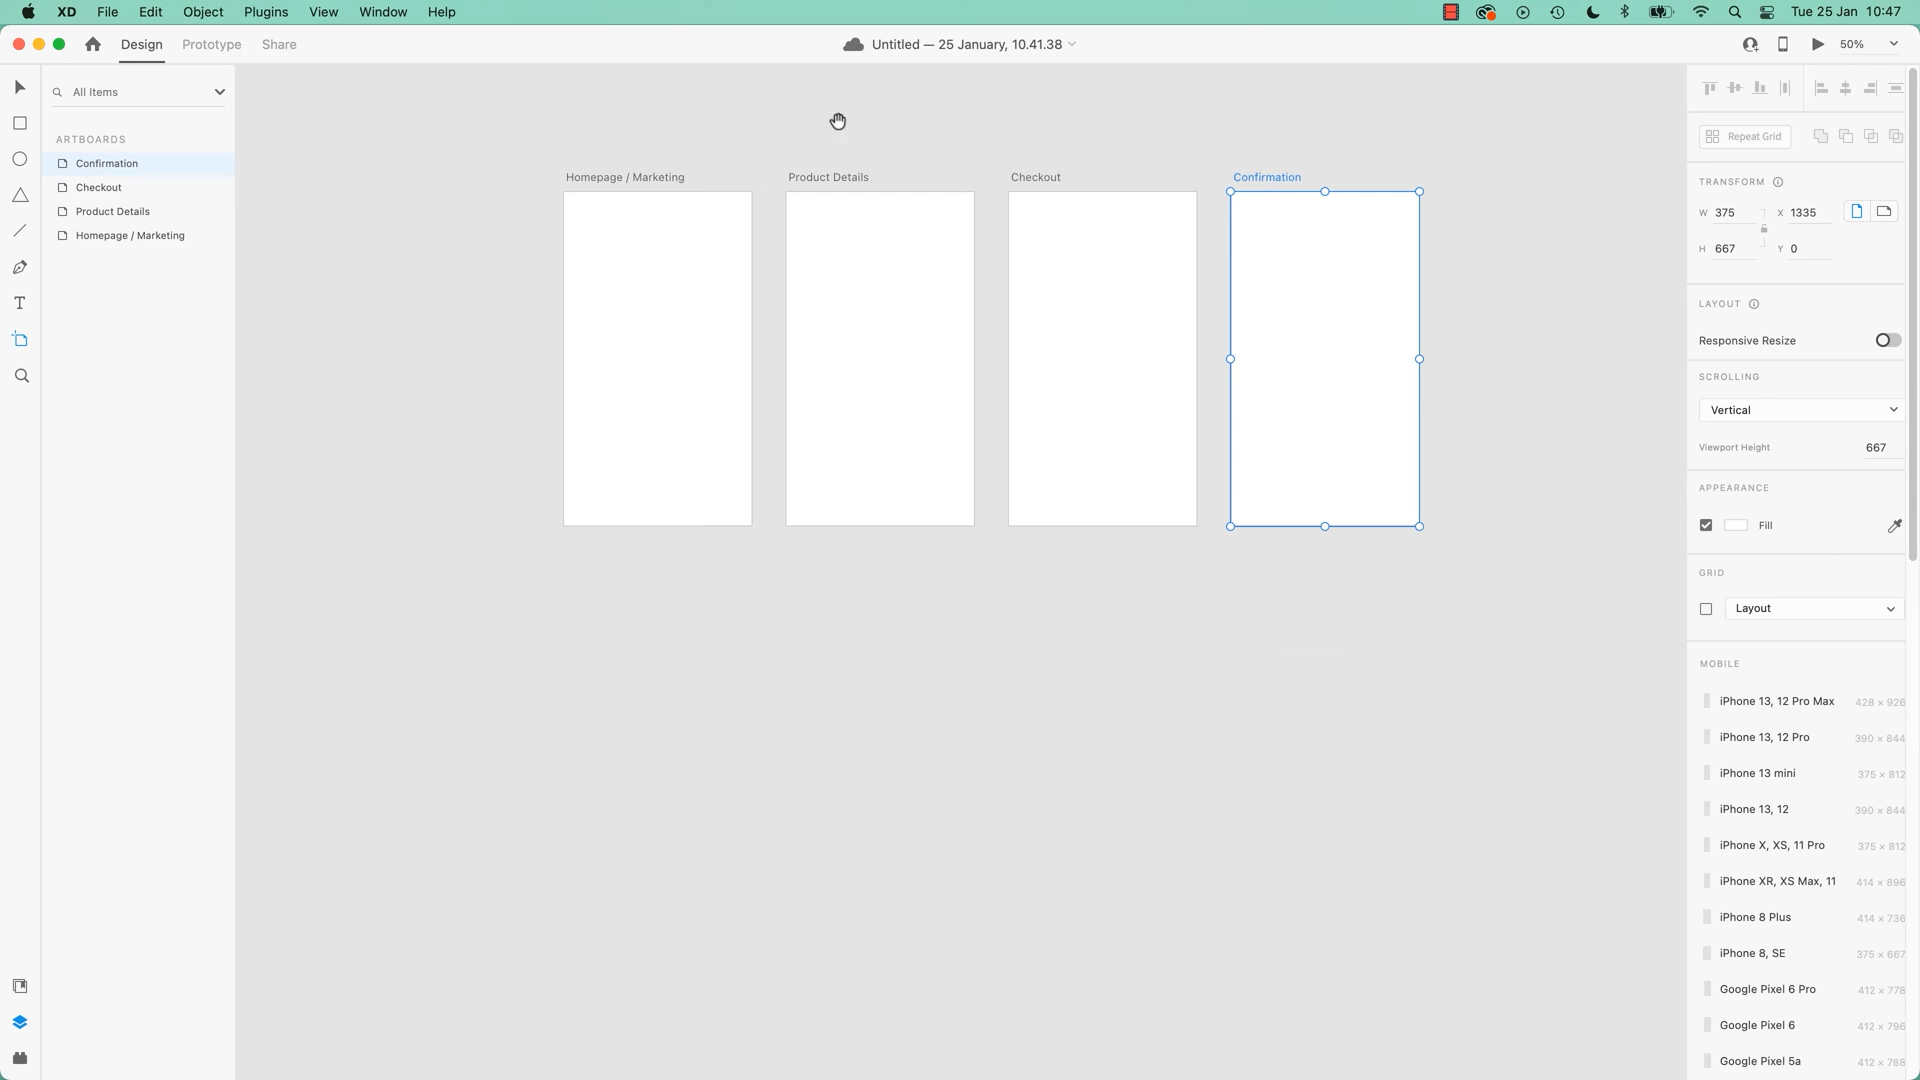 XD File Edit Object Plugins View Window Help Tue 25 Jan 10:47
Design Prototype Share Untitled — 25 January, 10.41.38 50%
All Items
ARTBOARDS
Confirmation
Checkout
Product Details
Homepage / Marketing
Homepage / Marketing Product Details Checkout Confirmation
Repeat Grid
TRANSFORM
W 375 X 1335
H 667 Y 0
LAYOUT
Responsive Resize
SCROLLING
Vertical
Viewport Height 667
APPEARANCE
Fill
GRID
Layout
MOBILE
iPhone 13, 12 Pro Max 428 × 926
iPhone 13, 12 Pro 390 × 844
iPhone 13 mini 375 × 812
iPhone 13, 12 390 × 844
iPhone X, XS, 11 Pro 375 × 812
iPhone XR, XS Max, 11 414 × 896
iPhone 8 Plus 414 × 736
iPhone 8, SE 375 × 667
Google Pixel 6 Pro 412 × 778
Google Pixel 6 412 × 796
Google Pixel 5a 412 × 788